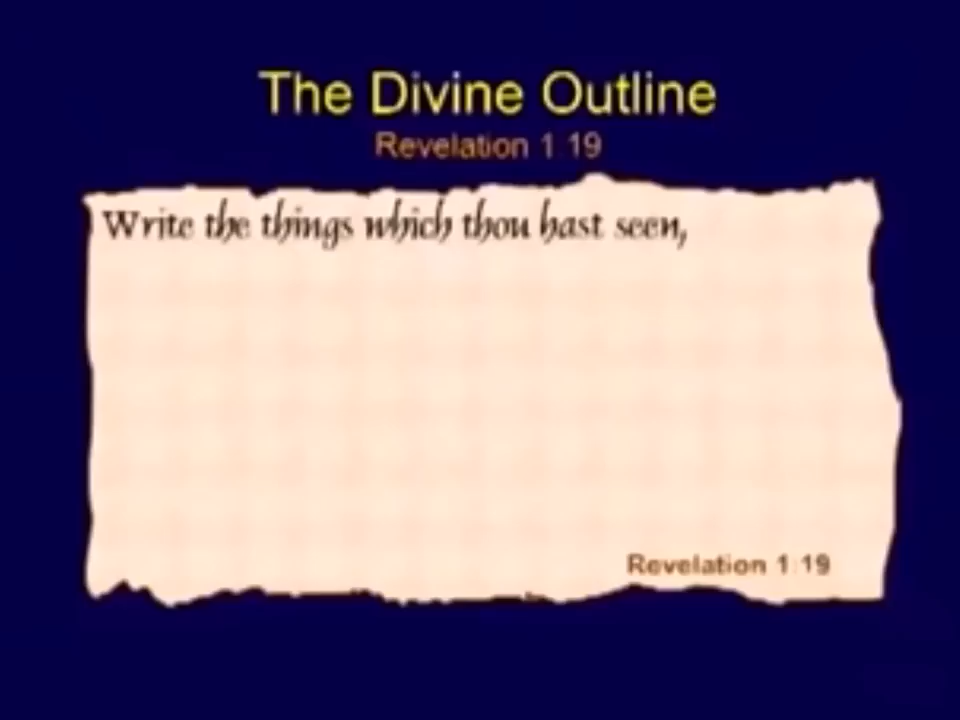 The Divine Outline
Revelation 1:19
Write the things which thou hast seen,
Revelation 1:19